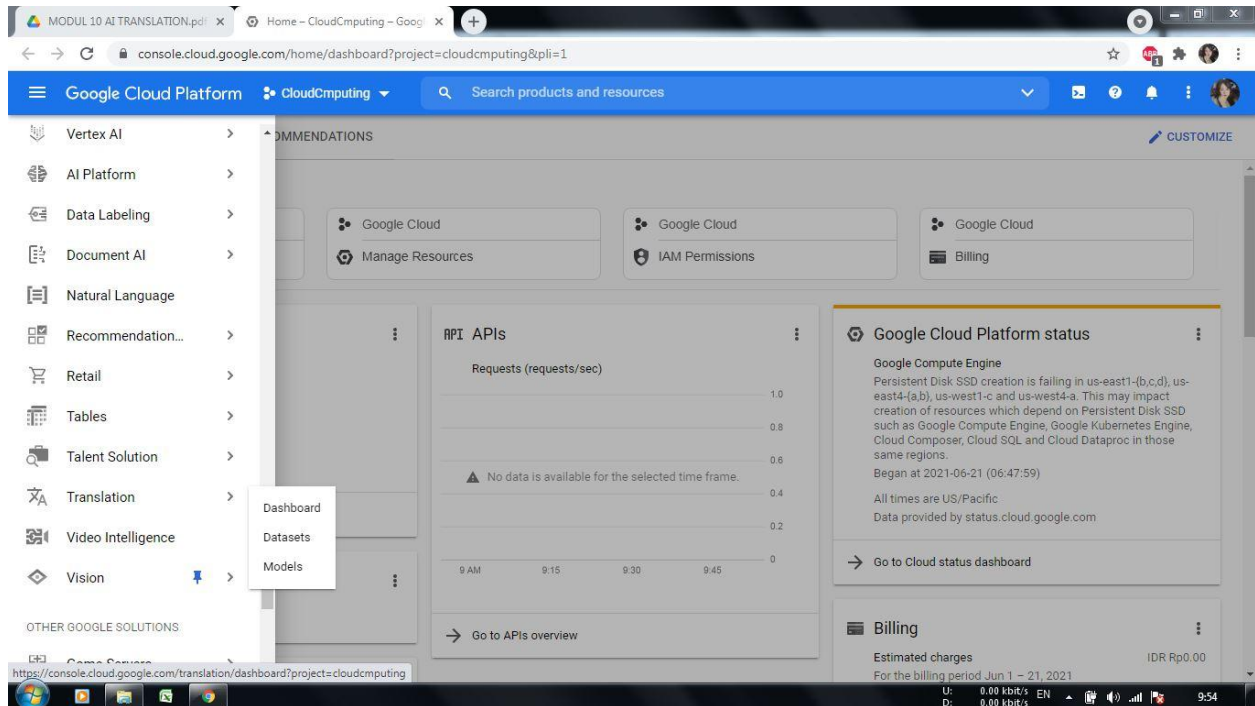 MODUL 10 AI TRANSLATION.pdf
Home – CloudCmputing – Goog
console.cloud.google.com/home/dashboard?project=cloudcmputing&pli=1
ABP
1
Google Cloud Platform
CloudCmputing
Search products and resources
OMMENDATIONS
CUSTOMIZE
Vertex AI
AI Platform
Data Labeling
Document AI
Natural Language
Recommendation...
Retail
Tables
Talent Solution
Translation
Video Intelligence
Vision
OTHER GOOGLE SOLUTIONS
Game Servers
Dashboard
Datasets
Models
Google Cloud
Manage Resources
Google Cloud
IAM Permissions
Google Cloud
Billing
API APIs
Requests (requests/sec)
1.0
0.8
0.6
No data is available for the selected time frame.
0.4
0.2
0
9 AM 9:15 9:30 9:45
Go to APIs overview
Google Cloud Platform status
Google Compute Engine
Persistent Disk SSD creation is failing in us-east1-{b,c,d}, us-
east4-{a,b}, us-west1-c and us-west4-a. This may impact
creation of resources which depend on Persistent Disk SSD
such as Google Compute Engine, Google Kubernetes Engine,
Cloud Composer, Cloud SQL and Cloud Dataproc in those
same regions.
Began at 2021-06-21 (06:47:59)
All times are US/Pacific
Data provided by status.cloud.google.com
Go to Cloud status dashboard
Billing
Estimated charges IDR Rp0.00
For the billing period Jun 1 – 21, 2021
https://console.cloud.google.com/translation/dashboard?project=cloudcmputing
U: 0.00 kbit/s
D: 0.00 kbit/s
EN
9:54